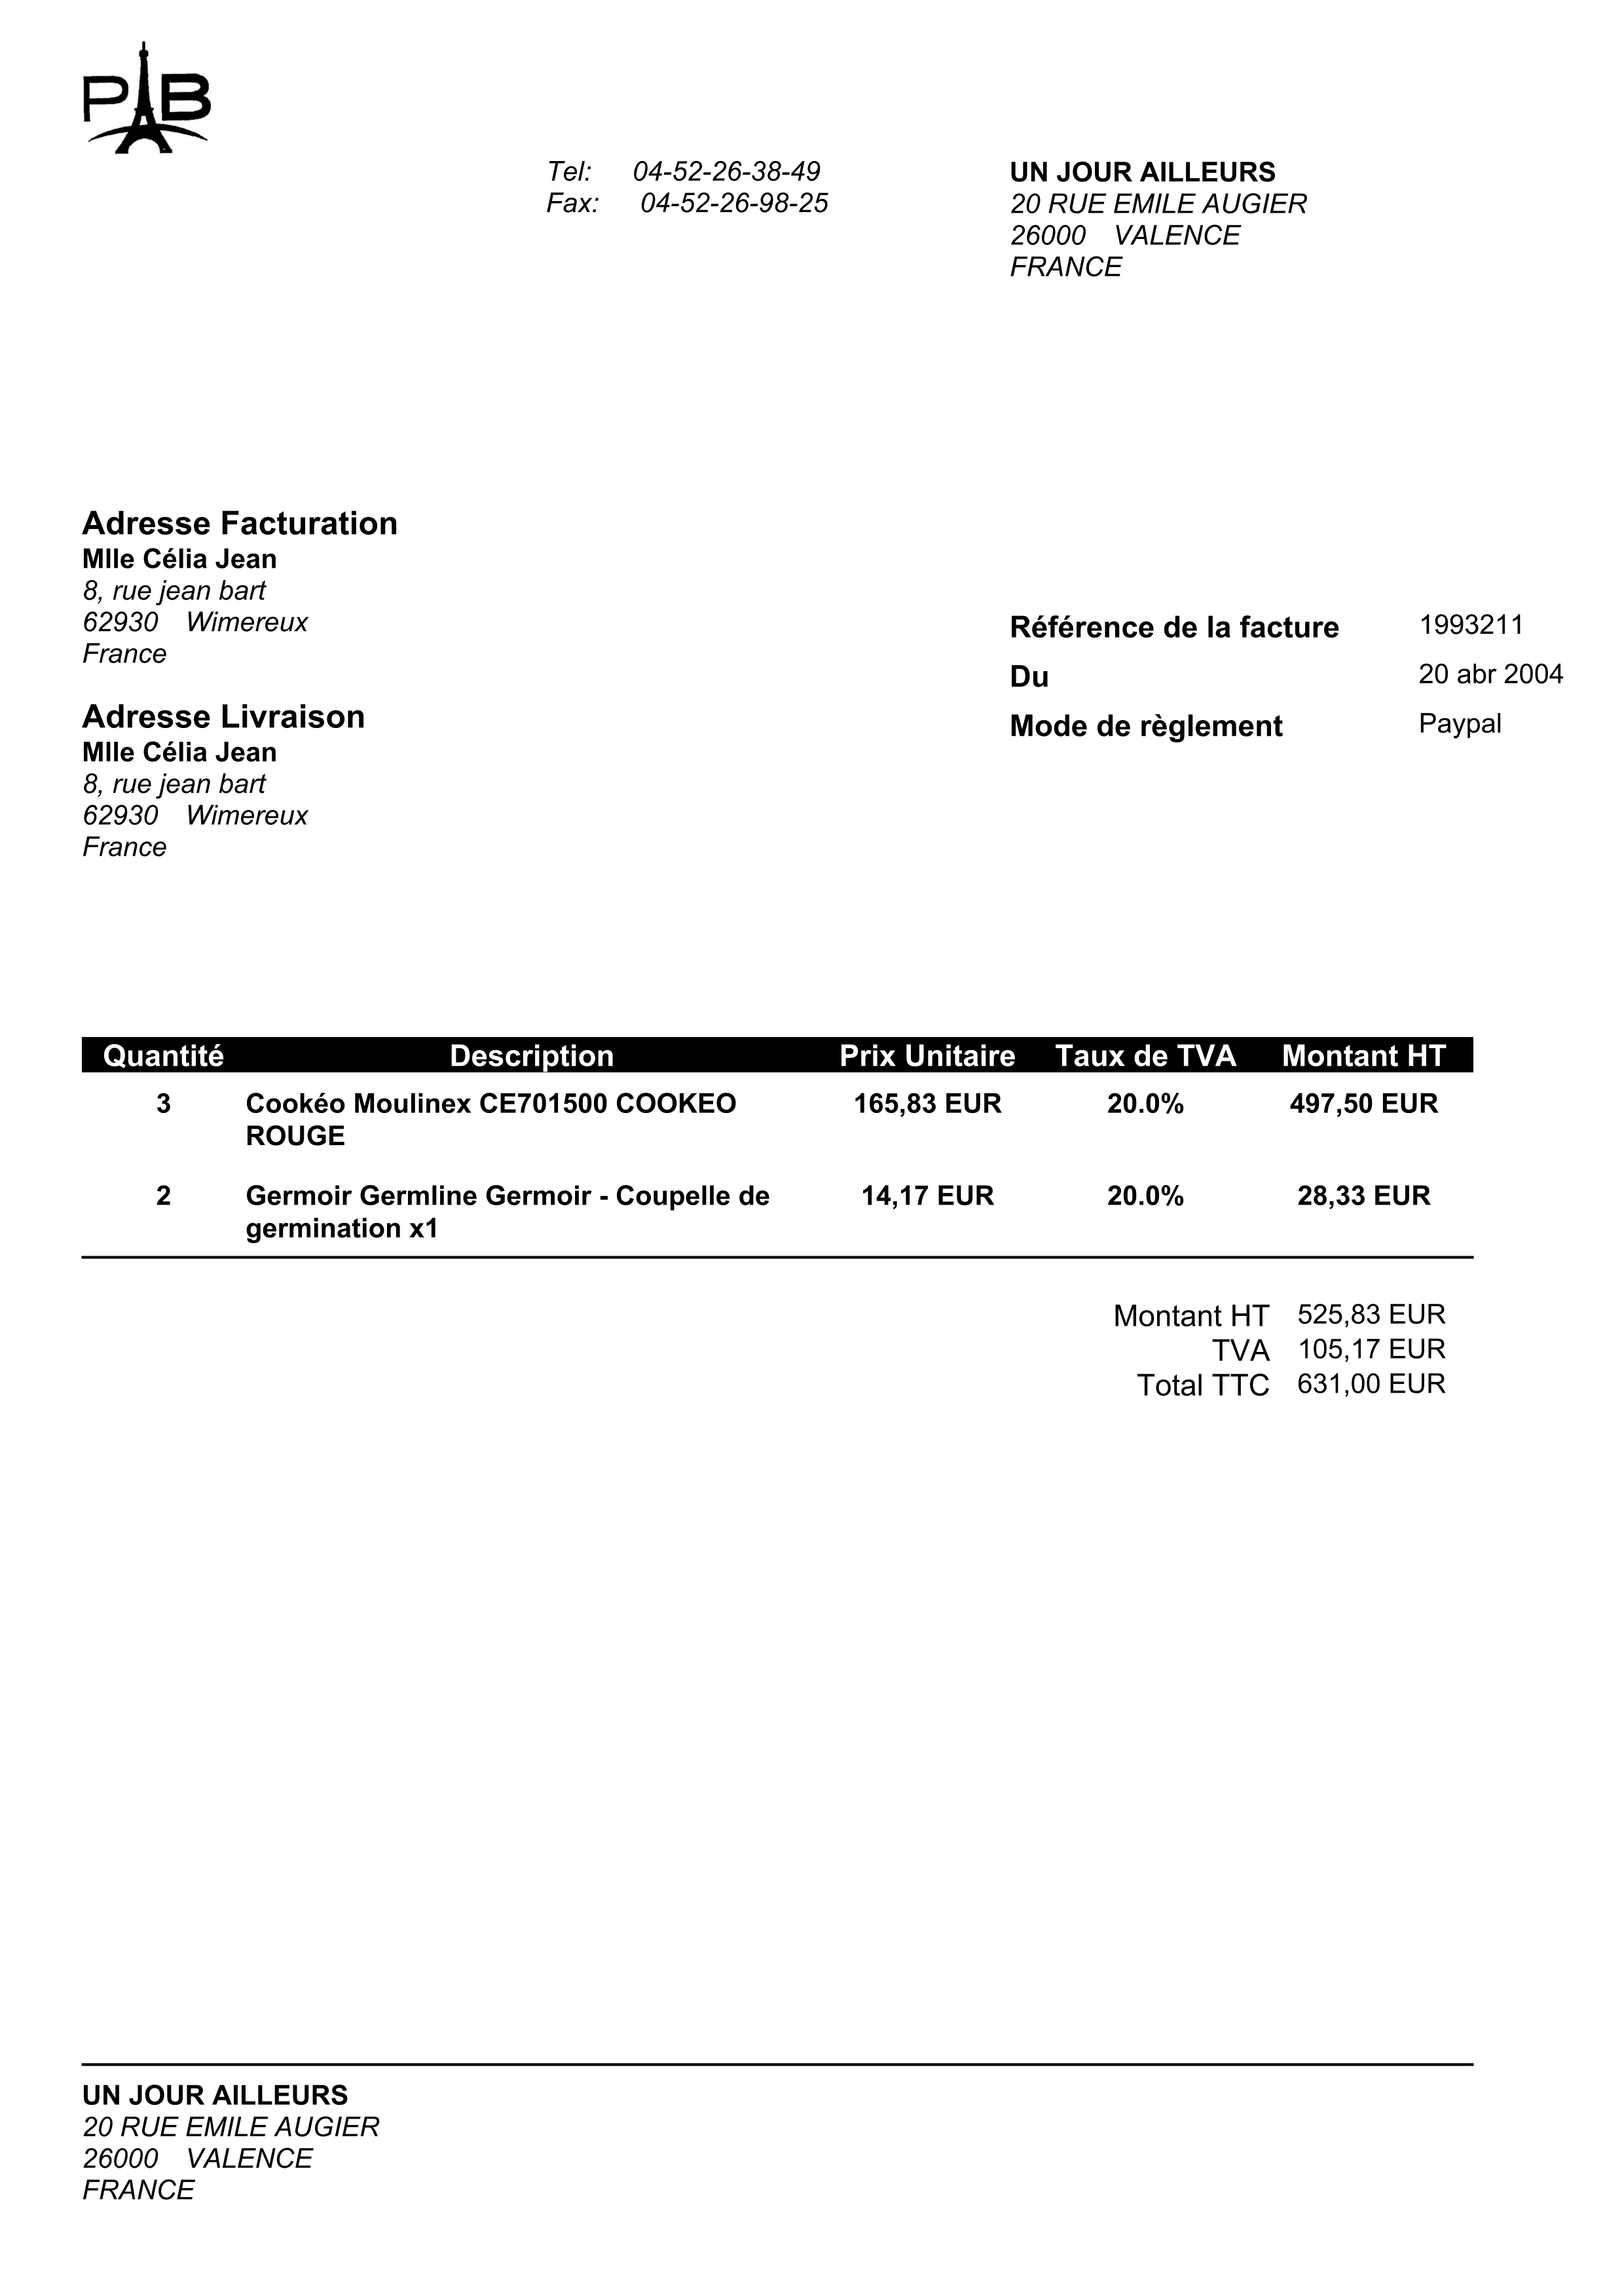 PAB
Tel: 04-52-26-38-49
Fax: 04-52-26-98-25
UN JOUR AILLEURS
20 RUE EMILE AUGIER
26000 VALENCE
FRANCE
Adresse Facturation
Mlle Célia Jean
8, rue jean bart
62930 Wimereux
France
Référence de la facture 1993211
Du 20 abr 2004
Mode de règlement Paypal
Adresse Livraison
Mlle Célia Jean
8, rue jean bart
62930 Wimereux
France
Quantité Description Prix Unitaire Taux de TVA Montant HT
3 Cookéo Moulinex CE701500 COOKEO 165,83 EUR 20.0% 497,50 EUR
ROUGE
2 Germoir Germline Germoir - Coupelle de 14,17 EUR 20.0% 28,33 EUR
germination x1
Montant HT 525,83 EUR
TVA 105,17 EUR
Total TTC 631,00 EUR
UN JOUR AILLEURS
20 RUE EMILE AUGIER
26000 VALENCE
FRANCE